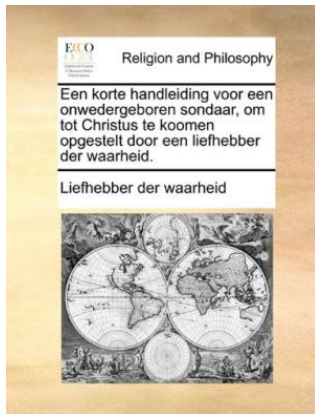 ECCO
Religion and Philosophy
Een korte handleiding voor een
onwedergeboren sondaar, om
tot Christus te koomen
opgestelt door een liefhebber
der waarheid.
Liefhebber der waarheid